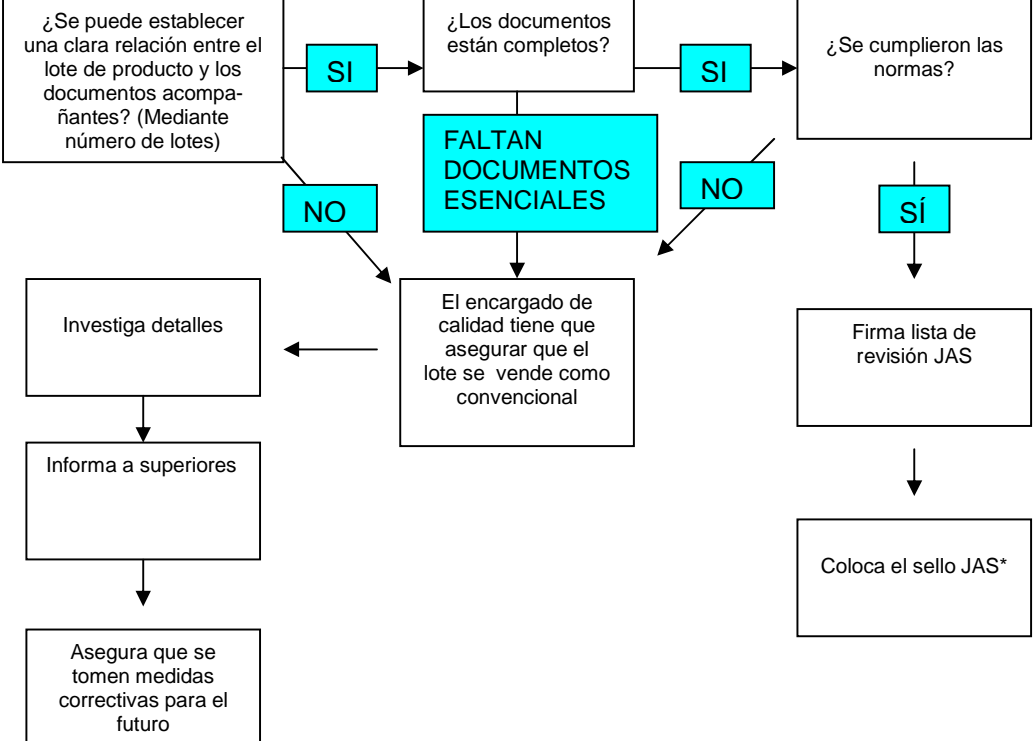 ¿Se puede establecer
una clara relación entre el
lote de producto y los
documentos acompa-
ñantes? (Mediante
número de lotes)
SI
¿Los documentos
están completos?
SI
¿Se cumplieron las
normas?
NO
FALTAN
DOCUMENTOS
ESENCIALES
NO
SÍ
Investiga detalles
El encargado de
calidad tiene que
asegurar que el
lote se  vende como
convencional
Firma lista de
revisión JAS
Informa a superiores
Coloca el sello JAS*
Asegura que se
tomen medidas
correctivas para el
futuro